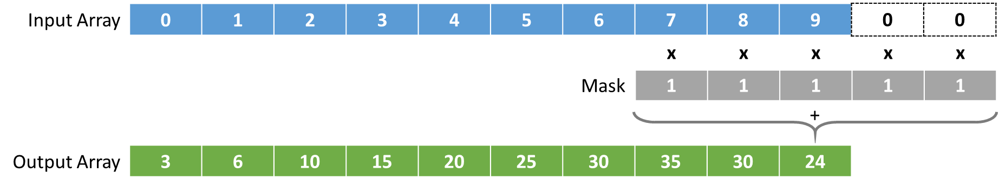 Input Array 0 1 2 3 4 5 6 7 8 9 0 0
x x x x x
Mask 1 1 1 1 1
+
Output Array 3 6 10 15 20 25 30 35 30 24